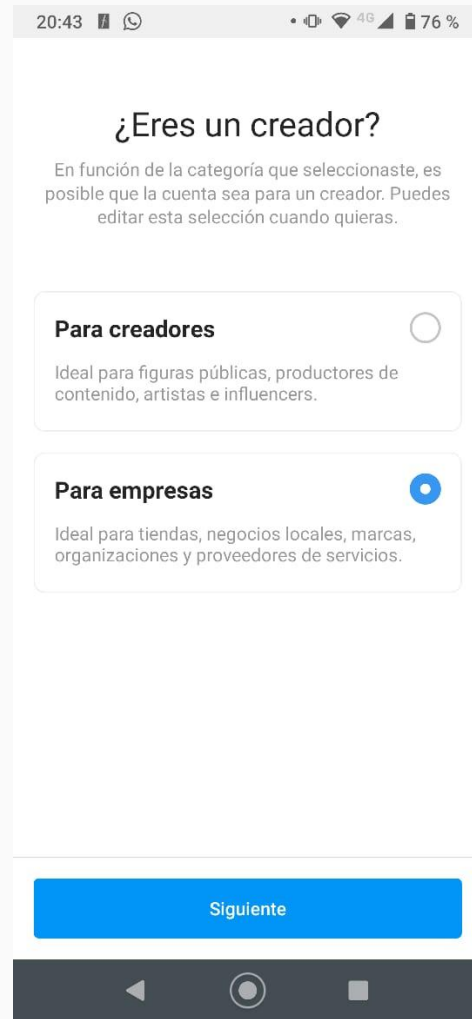 20:43
4G 76 %
¿Eres un creador?
En función de la categoría que seleccionaste, es
posible que la cuenta sea para un creador. Puedes
editar esta selección cuando quieras.
Para creadores
Ideal para figuras públicas, productores de
contenido, artistas e influencers.
Para empresas
Ideal para tiendas, negocios locales, marcas,
organizaciones y proveedores de servicios.
Siguiente